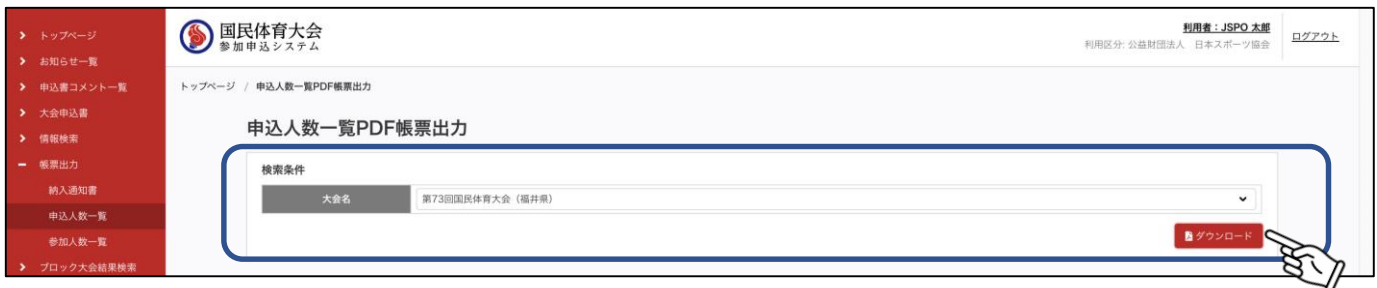 トップページ
お知らせ一覧
申込書コメント一覧
大会申込書
情報検索
帳票出力
納入通知書
申込人数一覧
参加人数一覧
ブロック大会結果検索
国民体育大会
参加申込システム
利用者：JSPO 太郎
利用区分: 公益財団法人　日本スポーツ協会
ログアウト
トップページ / 申込人数一覧PDF帳票出力
申込人数一覧PDF帳票出力
検索条件
大会名
第73回国民体育大会（福井県）
ダウンロード